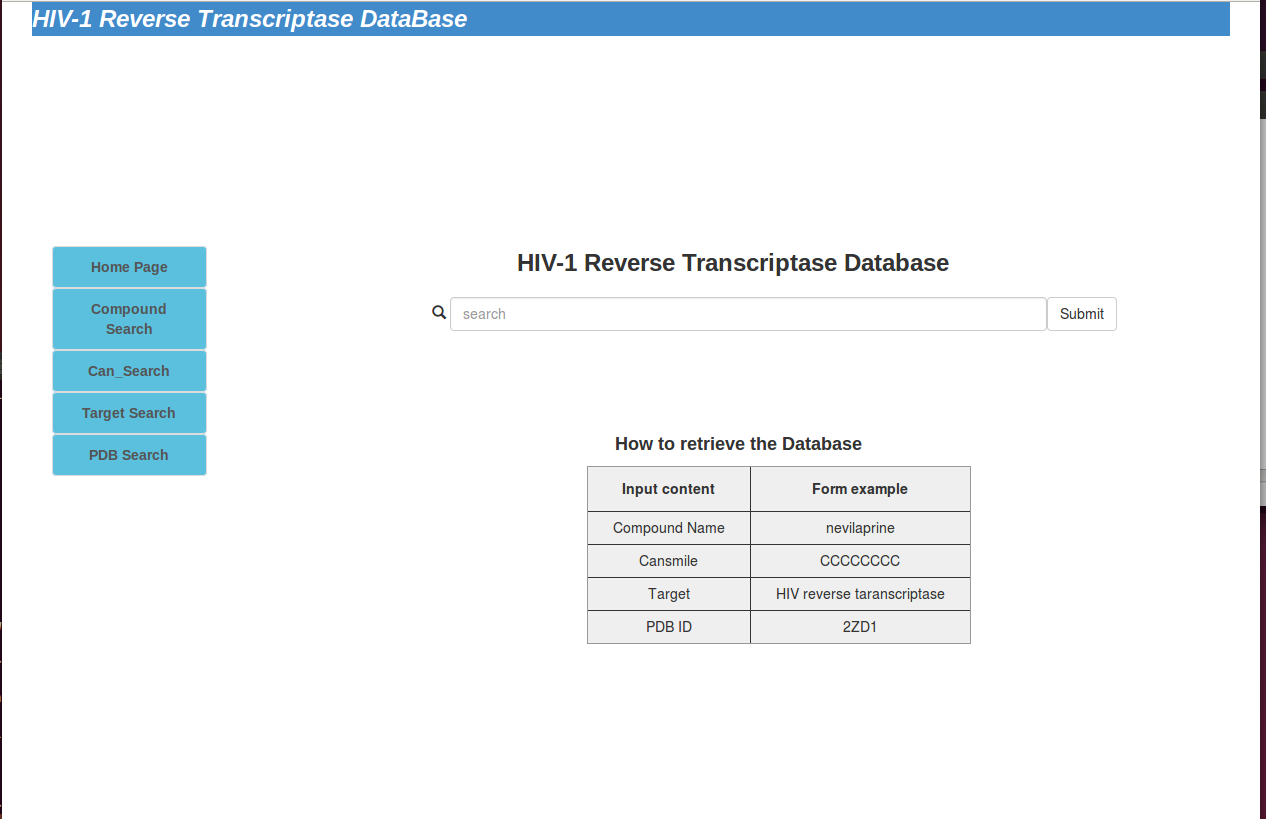 HIV-1 Reverse Transcriptase DataBase
Home Page
Compound
Search
Can_Search
Target Search
PDB Search
HIV-1 Reverse Transcriptase Database
search Submit
How to retrieve the Database
Input content Form example
Compound Name nevilaprine
Cansmile CCCCCCCC
Target HIV reverse taranscriptase
PDB ID 2ZD1